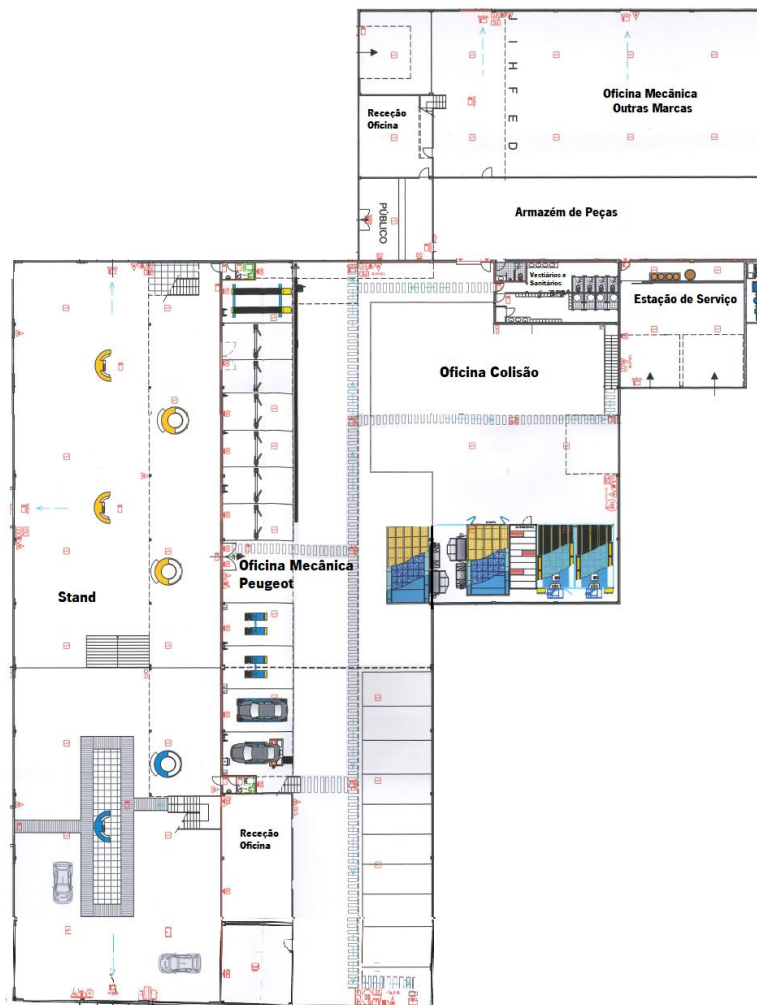 J I H F E D
Oficina Mecânica
Outras Marcas
Receção
Oficina
PÚBLICO
Armazém de Peças
Vestiários e
Sanitários
Estação de Serviço
Oficina Colisão
Oficina Mecânica
Peugeot
Stand
Receção
Oficina